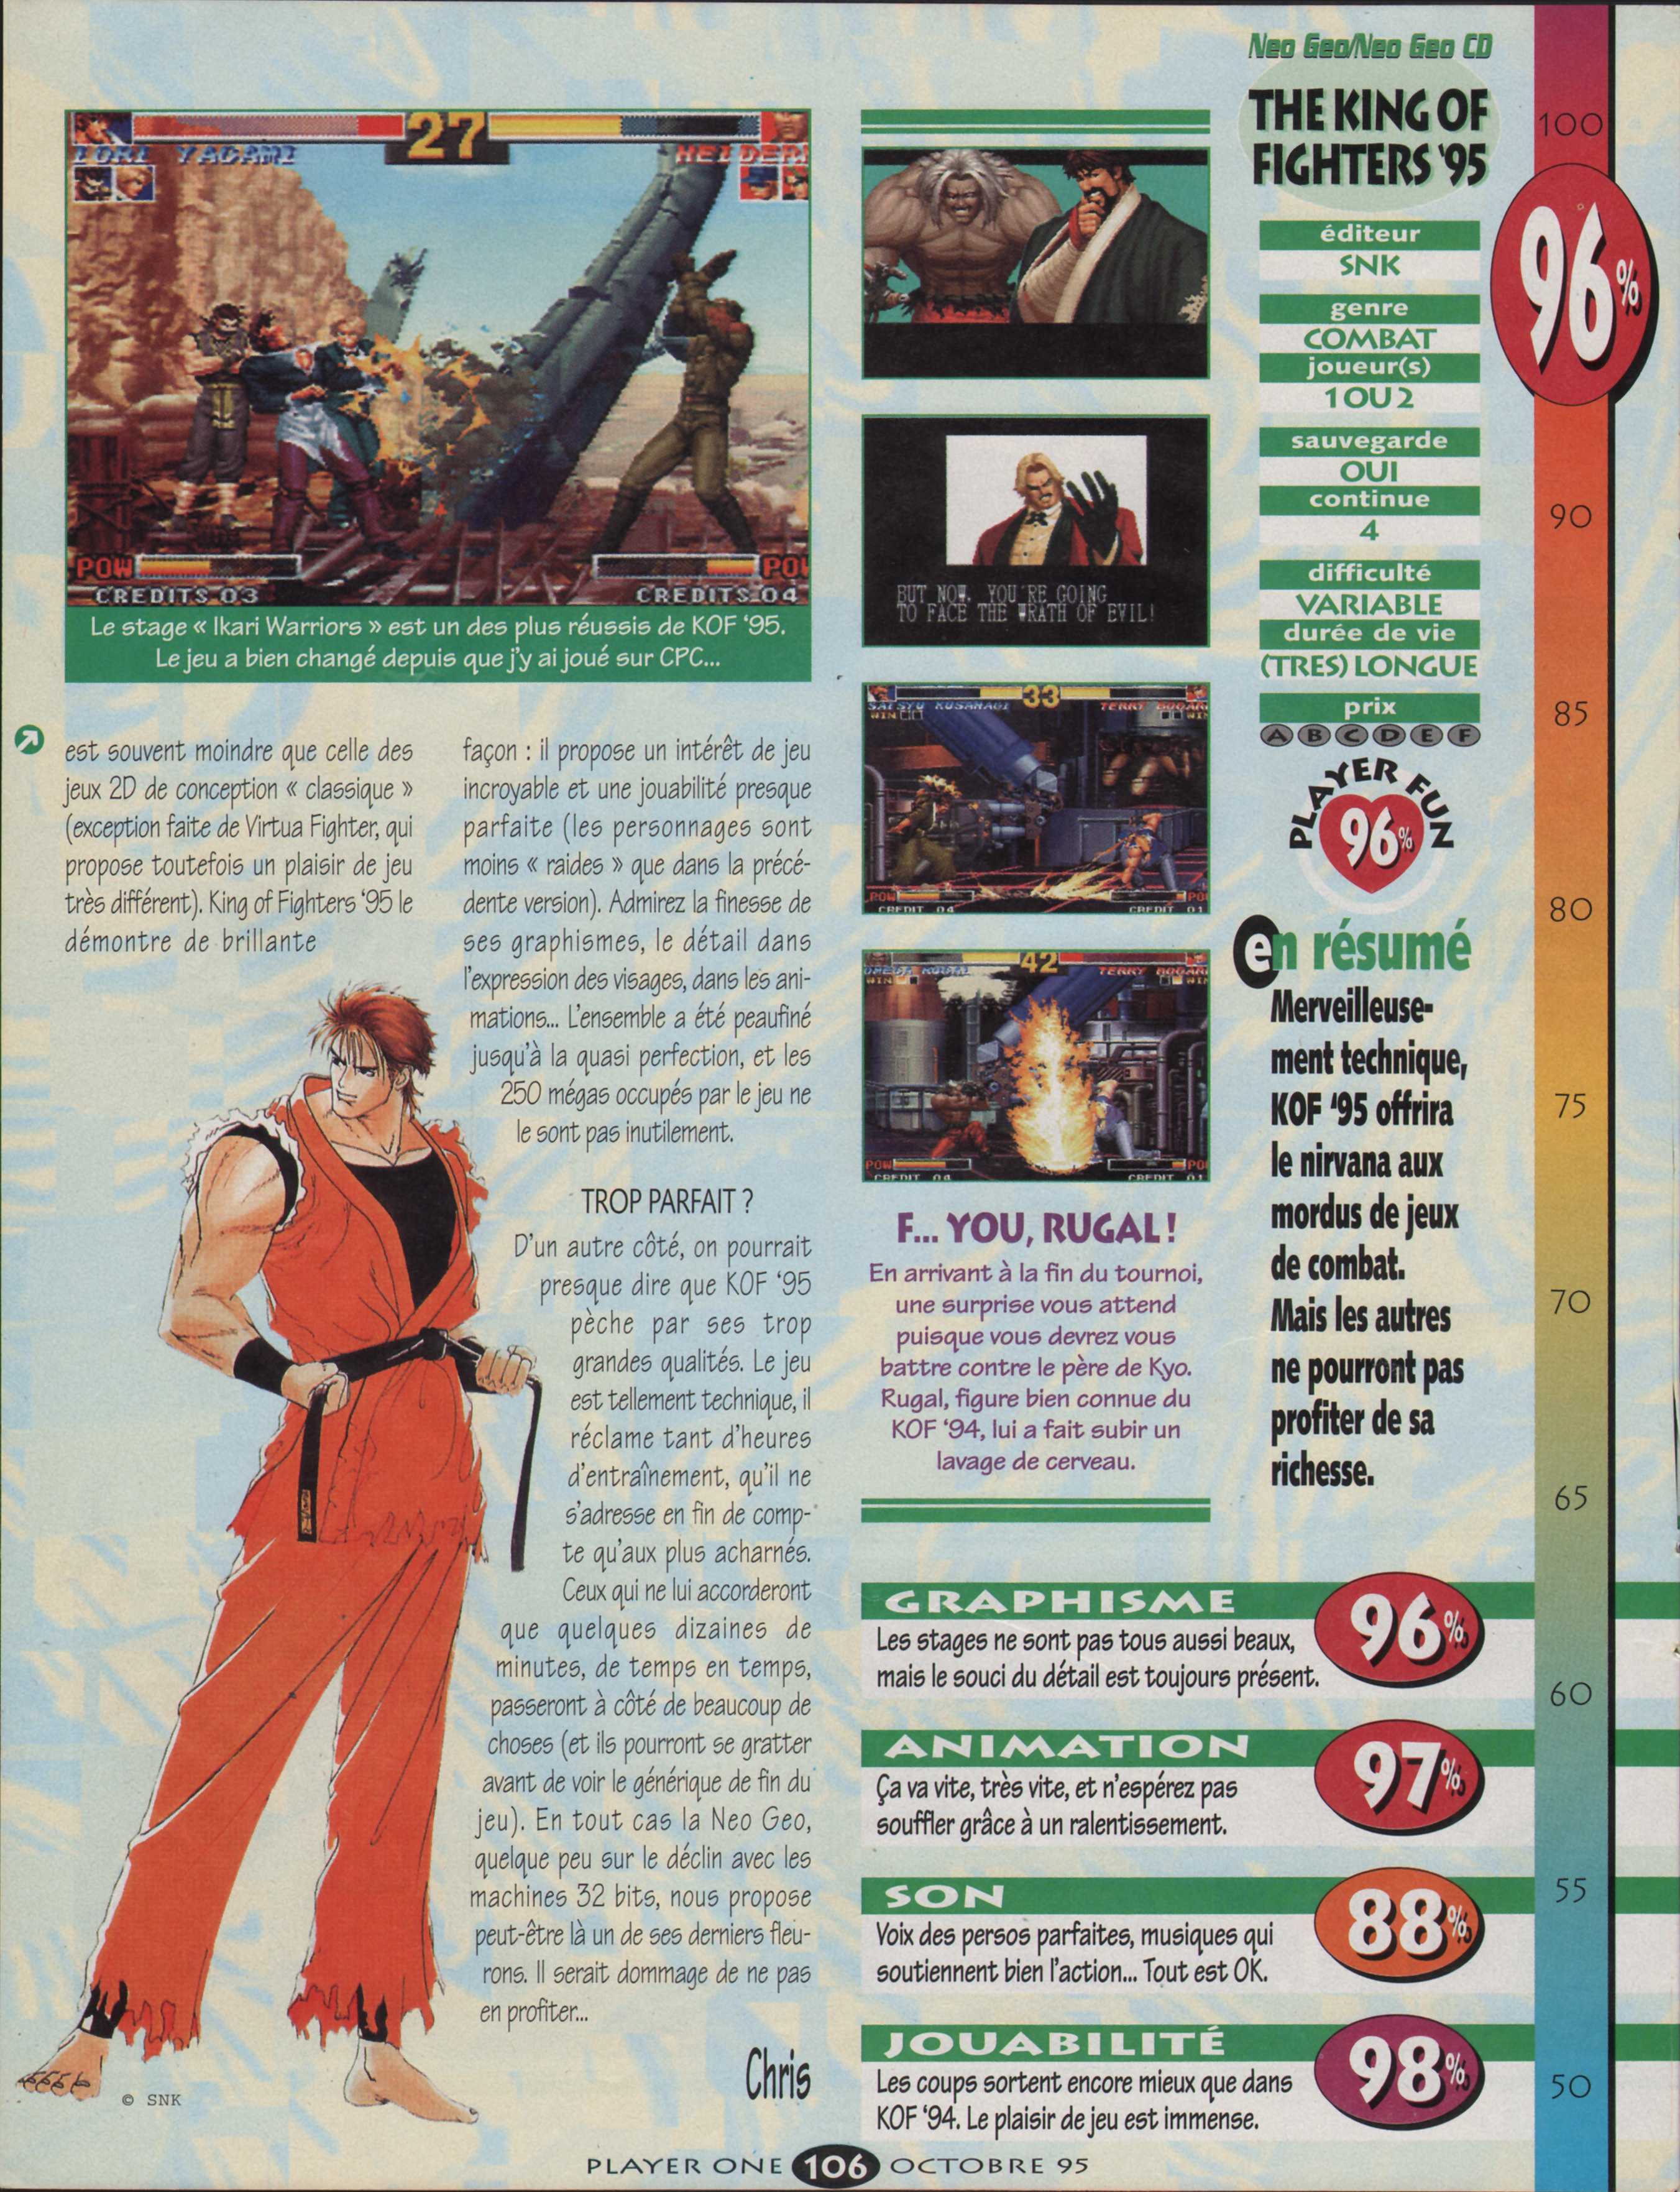 Neo Geo/Neo Geo CD
THE KING OF
FIGHTERS '95
éditeur
SNK
genre
COMBAT
joueur(s)
1 OU 2
sauvegarde
OUI
continue
4
difficulté
VARIABLE
durée de vie
(TRES) LONGUE
prix
A B C D E F
PLAYER FUN
96%
en résumé
Merveilleuse-
ment technique,
KOF '95 offrira
le nirvana aux
mordus de jeux
de combat.
Mais les autres
ne pourront pas
profiter de sa
richesse.
100
96%
90
85
80
75
70
65
60
55
50
27
IORI YAGAMI
HEIDER
POW
POW
CREDITS 03
CREDITS 04
Le stage « Ikari Warriors » est un des plus réussis de KOF '95.
Le jeu a bien changé depuis que j'y ai joué sur CPC...
est souvent moindre que celle des
jeux 2D de conception « classique »
(exception faite de Virtua Fighter, qui
propose toutefois un plaisir de jeu
très différent). King of Fighters '95 le
démontre de brillante
façon : il propose un intérêt de jeu
incroyable et une jouabilité presque
parfaite (les personnages sont
moins « raides » que dans la précé-
dente version). Admirez la finesse de
ses graphismes, le détail dans
l'expression des visages, dans les ani-
mations... L'ensemble a été peaufiné
jusqu'à la quasi perfection, et les
250 mégas occupés par le jeu ne
le sont pas inutilement.
TROP PARFAIT ?
D'un autre côté, on pourrait
presque dire que KOF '95
pèche par ses trop
grandes qualités. Le jeu
est tellement technique, il
réclame tant d'heures
d'entraînement, qu'il ne
s'adresse en fin de comp-
te qu'aux plus acharnés.
Ceux qui ne lui accorderont
que quelques dizaines de
minutes, de temps en temps,
passeront à côté de beaucoup de
choses (et ils pourront se gratter
avant de voir le générique de fin du
jeu). En tout cas la Neo Geo,
quelque peu sur le déclin avec les
machines 32 bits, nous propose
peut-être là un de ses derniers fleu-
rons. Il serait dommage de ne pas
en profiter...
Chris
© SNK
BUT NOW, YOU'RE GOING
TO FACE THE WRATH OF EVIL!
33
SAISYU KUSANAGI
TERRY BOGARD
WIN
WIN
POW
PO
CREDIT 04
CREDIT 01
42
OMEGA RUGAL
TERRY BOGARD
WIN
WIN
POW
PO
CREDIT 04
CREDIT 01
F... YOU, RUGAL !
En arrivant à la fin du tournoi,
une surprise vous attend
puisque vous devrez vous
battre contre le père de Kyo.
Rugal, figure bien connue du
KOF '94, lui a fait subir un
lavage de cerveau.
GRAPHISME
96%
Les stages ne sont pas tous aussi beaux,
mais le souci du détail est toujours présent.
ANIMATION
97%
Ça va vite, très vite, et n'espérez pas
souffler grâce à un ralentissement.
SON
88%
Voix des persos parfaites, musiques qui
soutiennent bien l'action... Tout est OK.
JOUABILITÉ
98%
Les coups sortent encore mieux que dans
KOF '94. Le plaisir de jeu est immense.
PLAYER ONE 106 OCTOBRE 95